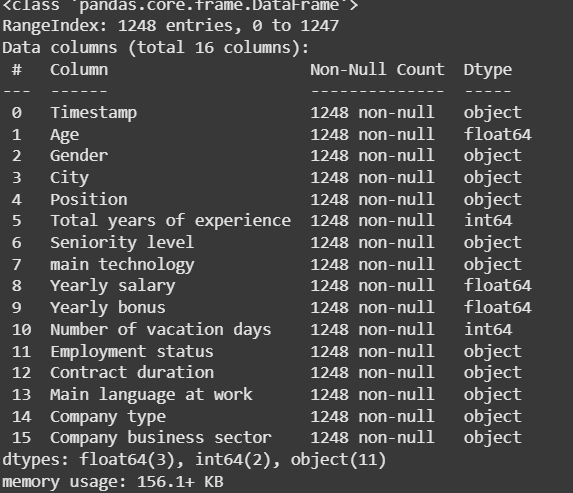 <class 'pandas.core.frame.DataFrame'>
RangeIndex: 1248 entries, 0 to 1247
Data columns (total 16 columns):
 #   Column                     Non-Null Count  Dtype
---  ------                     --------------  -----
 0   Timestamp                  1248 non-null   object
 1   Age                        1248 non-null   float64
 2   Gender                     1248 non-null   object
 3   City                       1248 non-null   object
 4   Position                   1248 non-null   object
 5   Total years of experience  1248 non-null   int64
 6   Seniority level            1248 non-null   object
 7   main technology            1248 non-null   object
 8   Yearly salary              1248 non-null   float64
 9   Yearly bonus               1248 non-null   float64
 10  Number of vacation days    1248 non-null   int64
 11  Employment status          1248 non-null   object
 12  Contract duration          1248 non-null   object
 13  Main language at work      1248 non-null   object
 14  Company type               1248 non-null   object
 15  Company business sector    1248 non-null   object
dtypes: float64(3), int64(2), object(11)
memory usage: 156.1+ KB